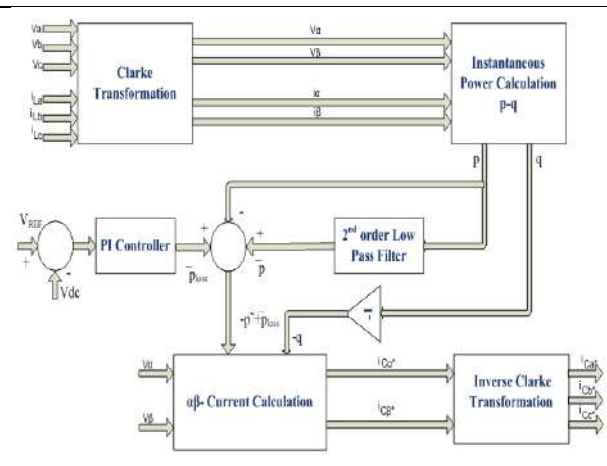 Va
Vb
Vc
iLa
iLb
iLc
Clarke
Transformation
Vα
Vβ
iα
iβ
Instantaneous
Power Calculation
p-q
p
q
VREF
+
-
Vdc
PI Controller
+
p̅loss
-
+
p̅
2nd order Low
Pass Filter
-1
-p~+p̅loss
-q
Vα
Vβ
αβ- Current Calculation
iCα*
iCβ*
Inverse Clarke
Transformation
iCa*
iCb*
iCc*